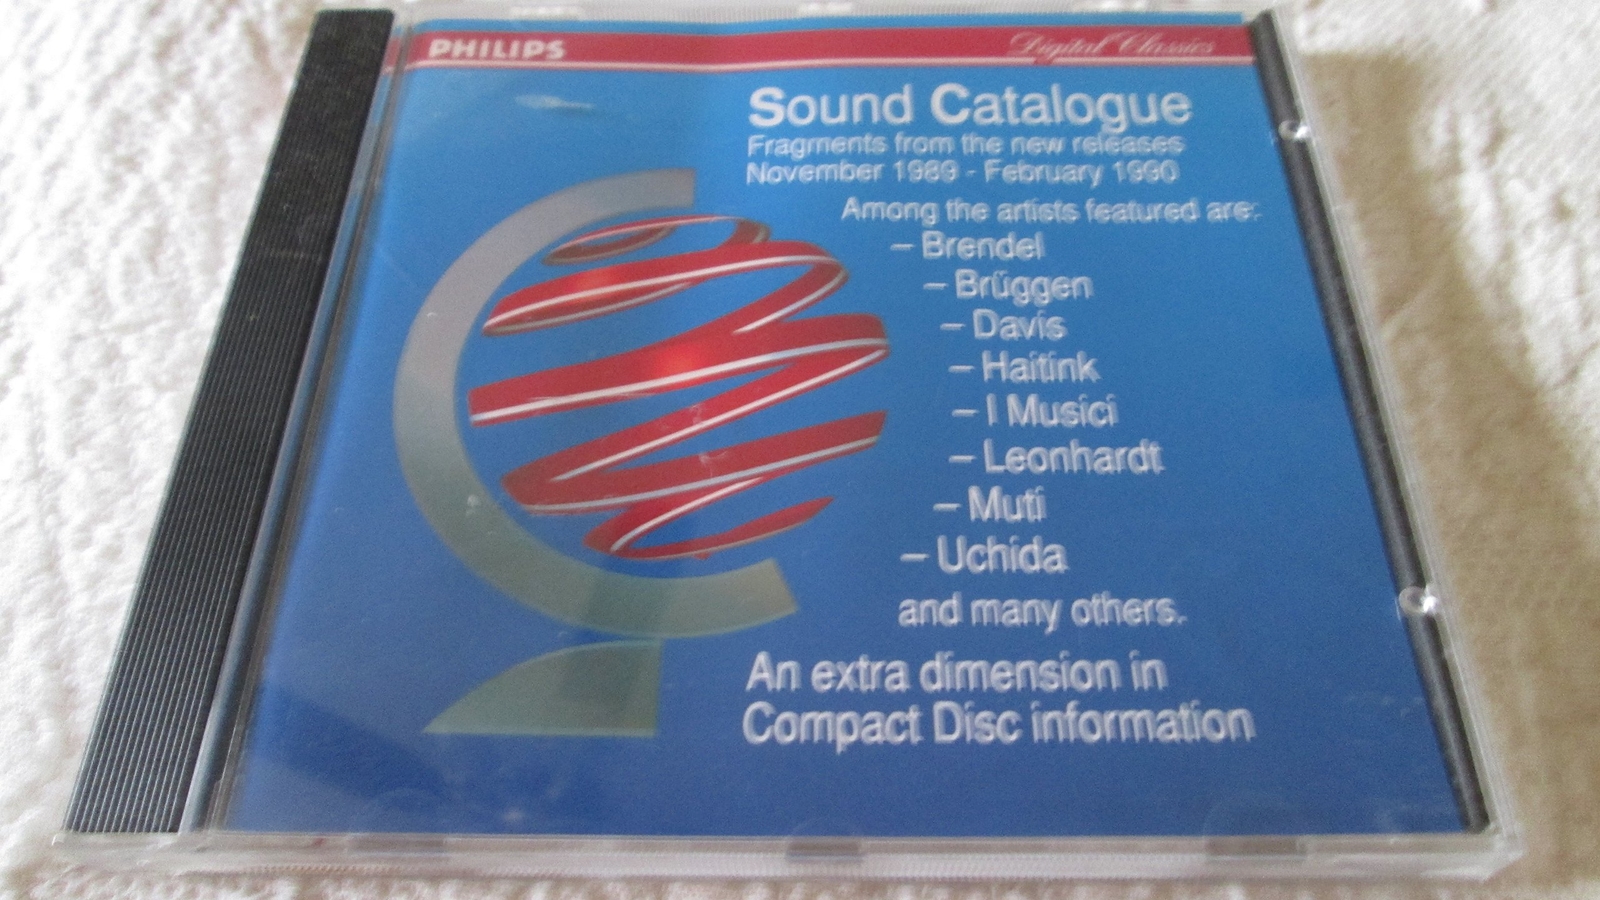 PHILIPS
Digital Classics
Sound Catalogue
Fragments from the new releases
November 1989 - February 1990
Among the artists featured are:
– Brendel
– Brüggen
– Davis
– Haitink
– I Musici
– Leonhardt
– Muti
– Uchida
and many others.
An extra dimension in
Compact Disc information